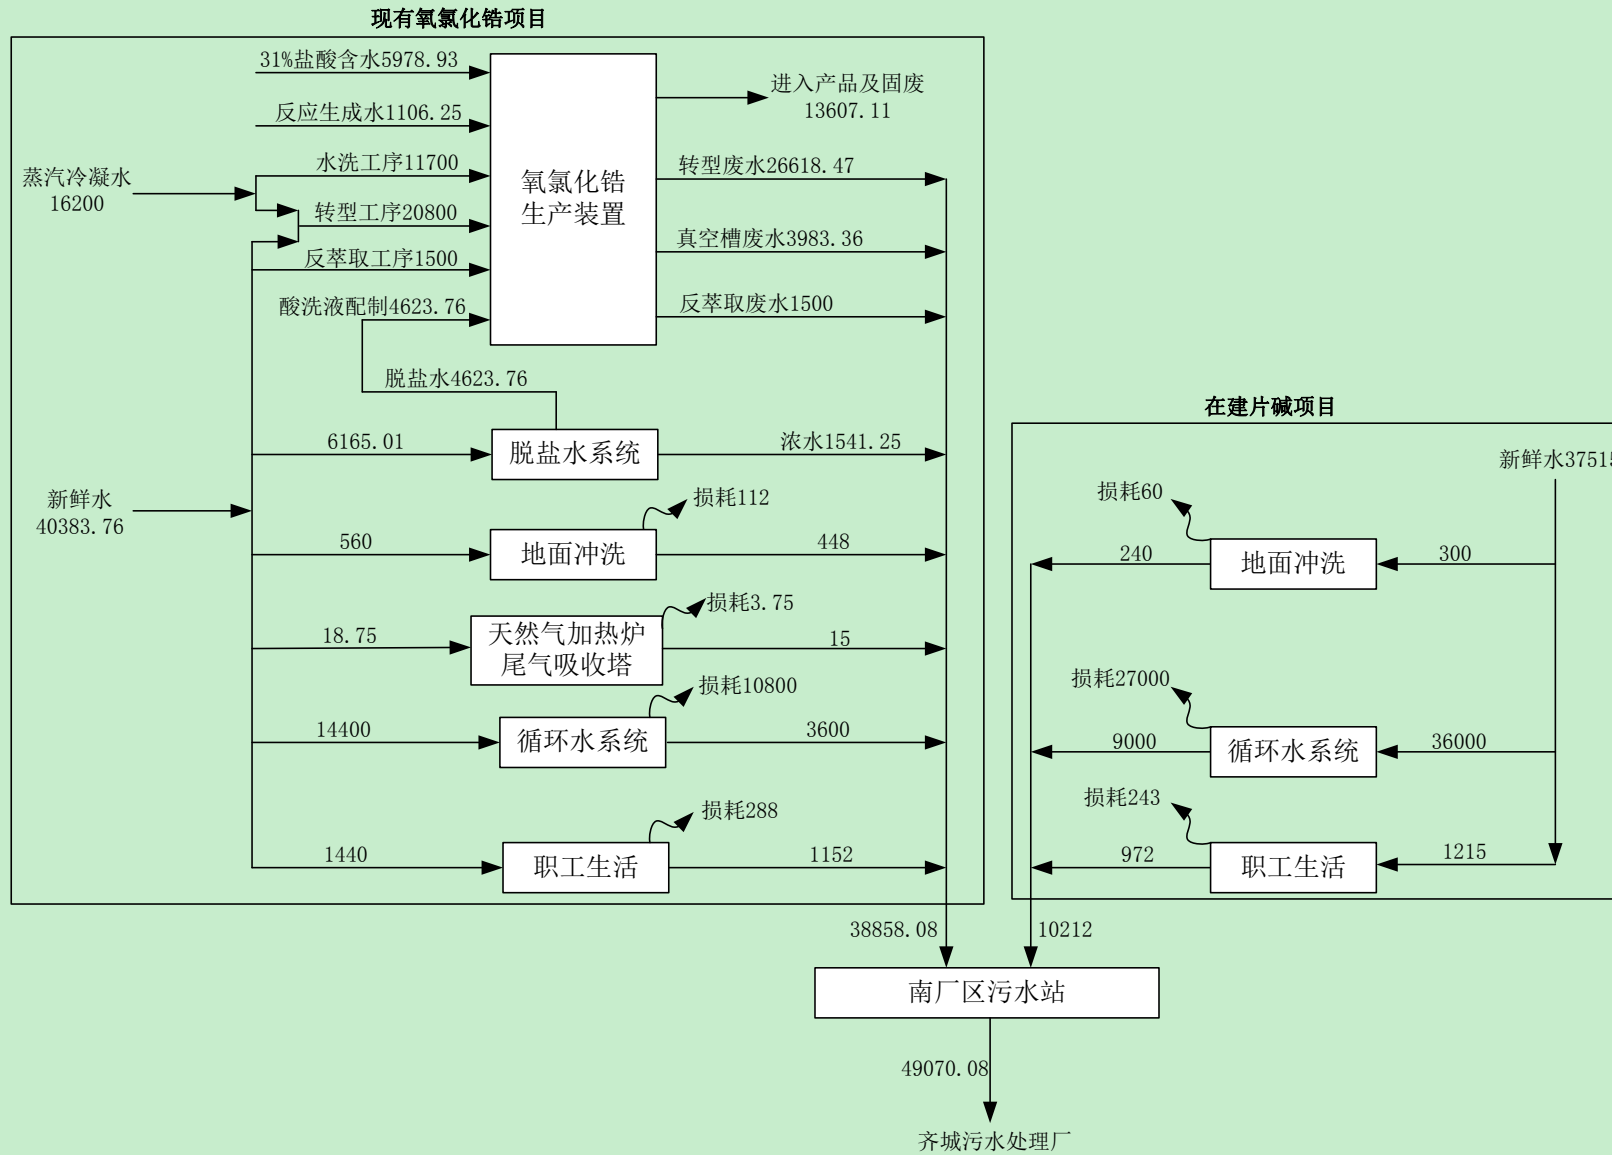 现有氧氯化锆项目
31%盐酸含水5978.93
反应生成水1106.25
水洗工序11700
蒸汽冷凝水
16200
转型工序20800
反萃取工序1500
酸洗液配制4623.76
氧氯化锆
生产装置
进入产品及固废
13607.11
转型废水26618.47
真空槽废水3983.36
反萃取废水1500
脱盐水4623.76
6165.01
脱盐水系统
浓水1541.25
新鲜水
40383.76
损耗112
560
地面冲洗
448
损耗3.75
18.75
天然气加热炉
尾气吸收塔
15
损耗10800
14400
循环水系统
3600
损耗288
1440
职工生活
1152
38858.08
在建片碱项目
新鲜水37515
损耗60
240
地面冲洗
300
损耗27000
9000
循环水系统
36000
损耗243
972
职工生活
1215
10212
南厂区污水站
49070.08
齐城污水处理厂